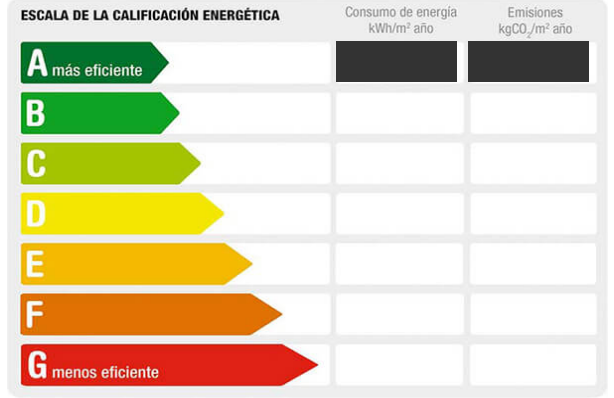 ESCALA DE LA CALIFICACIÓN ENERGÉTICA
Consumo de energía
kWh/m² año
Emisiones
kgCO₂/m² año
A más eficiente
B
C
D
E
F
G menos eficiente